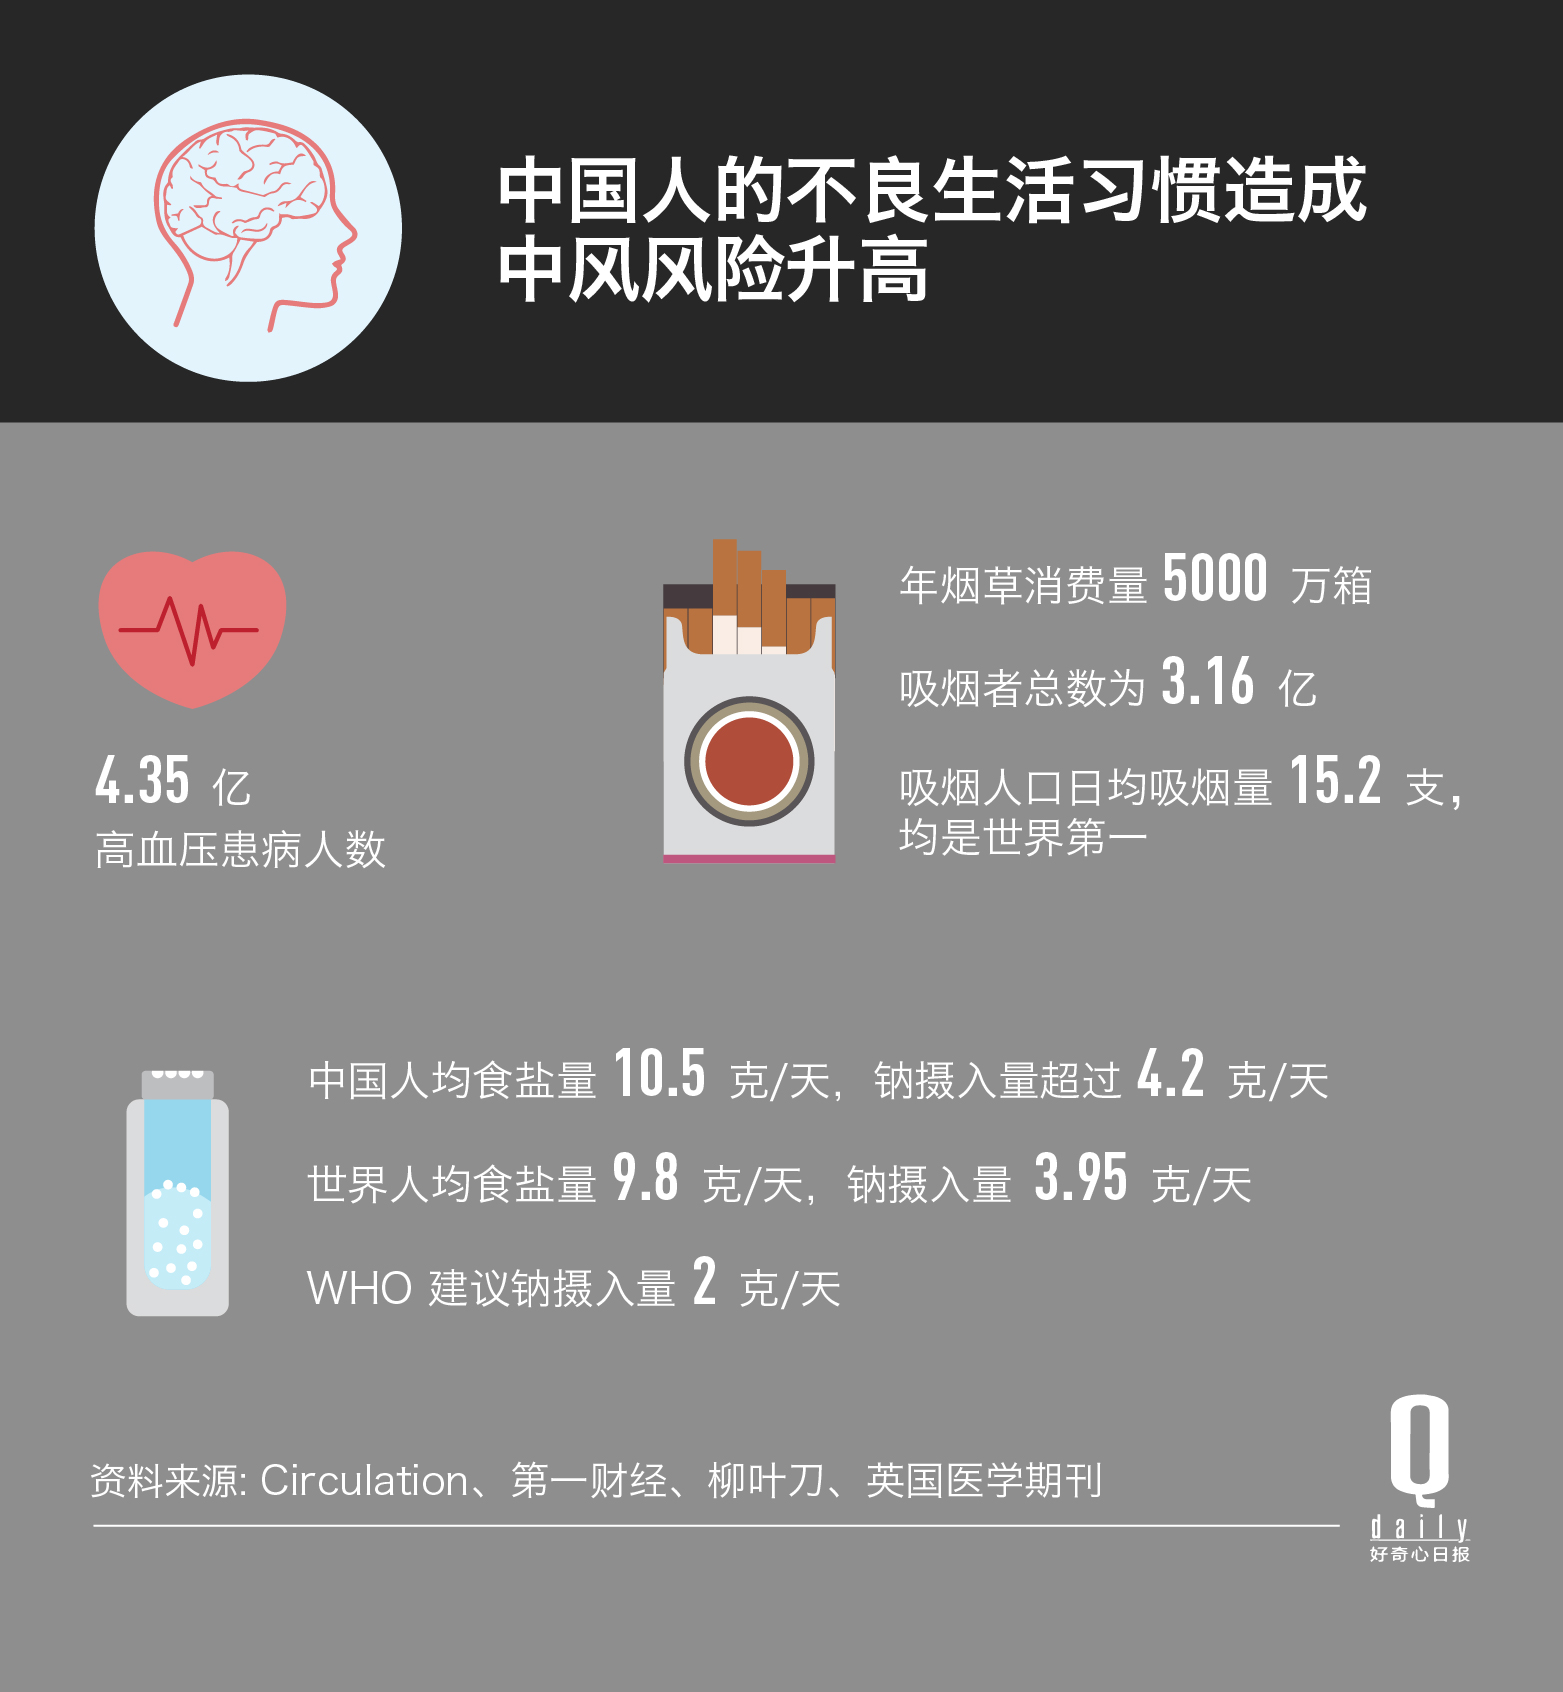 中国人的不良生活习惯造成
中风风险升高
4.35 亿
高血压患病人数
年烟草消费量 5000 万箱
吸烟者总数为 3.16 亿
吸烟人口日均吸烟量 15.2 支，
均是世界第一
中国人均食盐量 10.5 克/天，钠摄入量超过 4.2 克/天
世界人均食盐量 9.8 克/天，钠摄入量 3.95 克/天
WHO 建议钠摄入量 2 克/天
资料来源: Circulation、第一财经、柳叶刀、英国医学期刊
Q
daily
好奇心日报